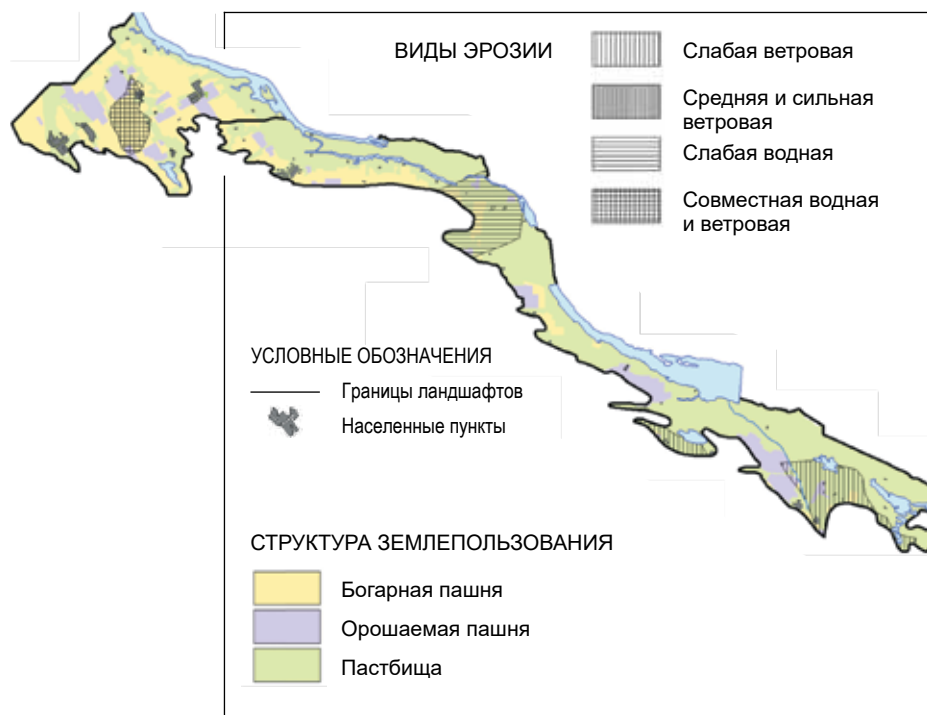 ВИДЫ ЭРОЗИИ
Слабая ветровая
Средняя и сильная
ветровая
Слабая водная
Совместная водная
и ветровая
УСЛОВНЫЕ ОБОЗНАЧЕНИЯ
Границы ландшафтов
Населенные пункты
СТРУКТУРА ЗЕМЛЕПОЛЬЗОВАНИЯ
Богарная пашня
Орошаемая пашня
Пастбища